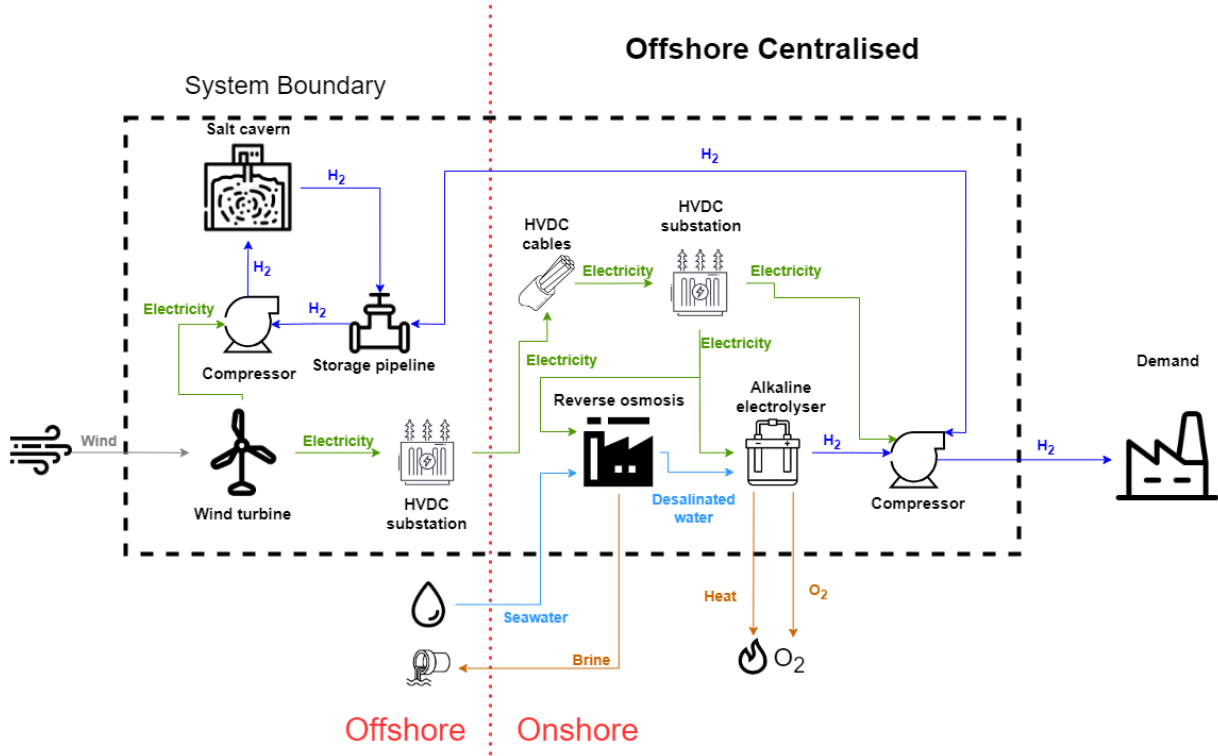 Offshore Centralised
System Boundary
Salt cavern
H₂
H₂
HVDC
cables
HVDC
substation
H₂
Electricity
Electricity
Electricity
H₂
Electricity
Electricity
Compressor
Storage pipeline
Demand
Reverse osmosis
Alkaline
electrolyser
Wind
Electricity
H₂
H₂
Wind turbine
HVDC
substation
Desalinated
water
Compressor
Seawater
Heat
O₂
Brine
O₂
Offshore
Onshore